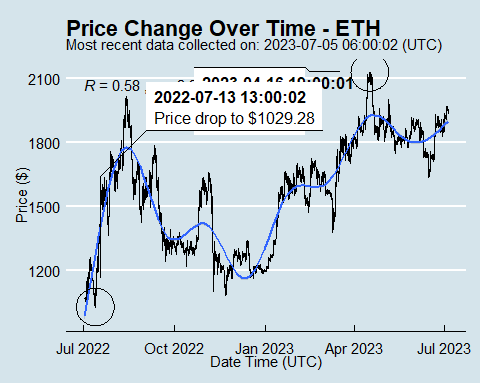 Price Change Over Time - ETH
Most recent data collected on: 2023-07-05 06:00:02 (UTC)
R = 0.58 ,
2022-07-13 13:00:02
Price drop to $1029.28
2100
1800
1500
1200
Price ($)
Jul 2022
Oct 2022
Jan 2023
Apr 2023
Jul 2023
Date Time (UTC)